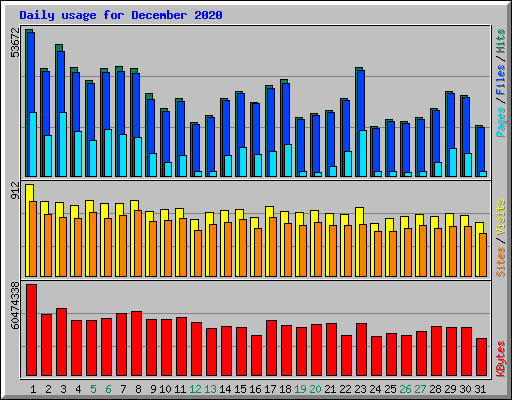 Daily usage for December 2020
53672
Pages/Files/Hits
912
Sites/Visits
60474338
KBytes
1 2 3 4 5 6 7 8 9 10 11 12 13 14 15 16 17 18 19 20 21 22 23 24 25 26 27 28 29 30 31